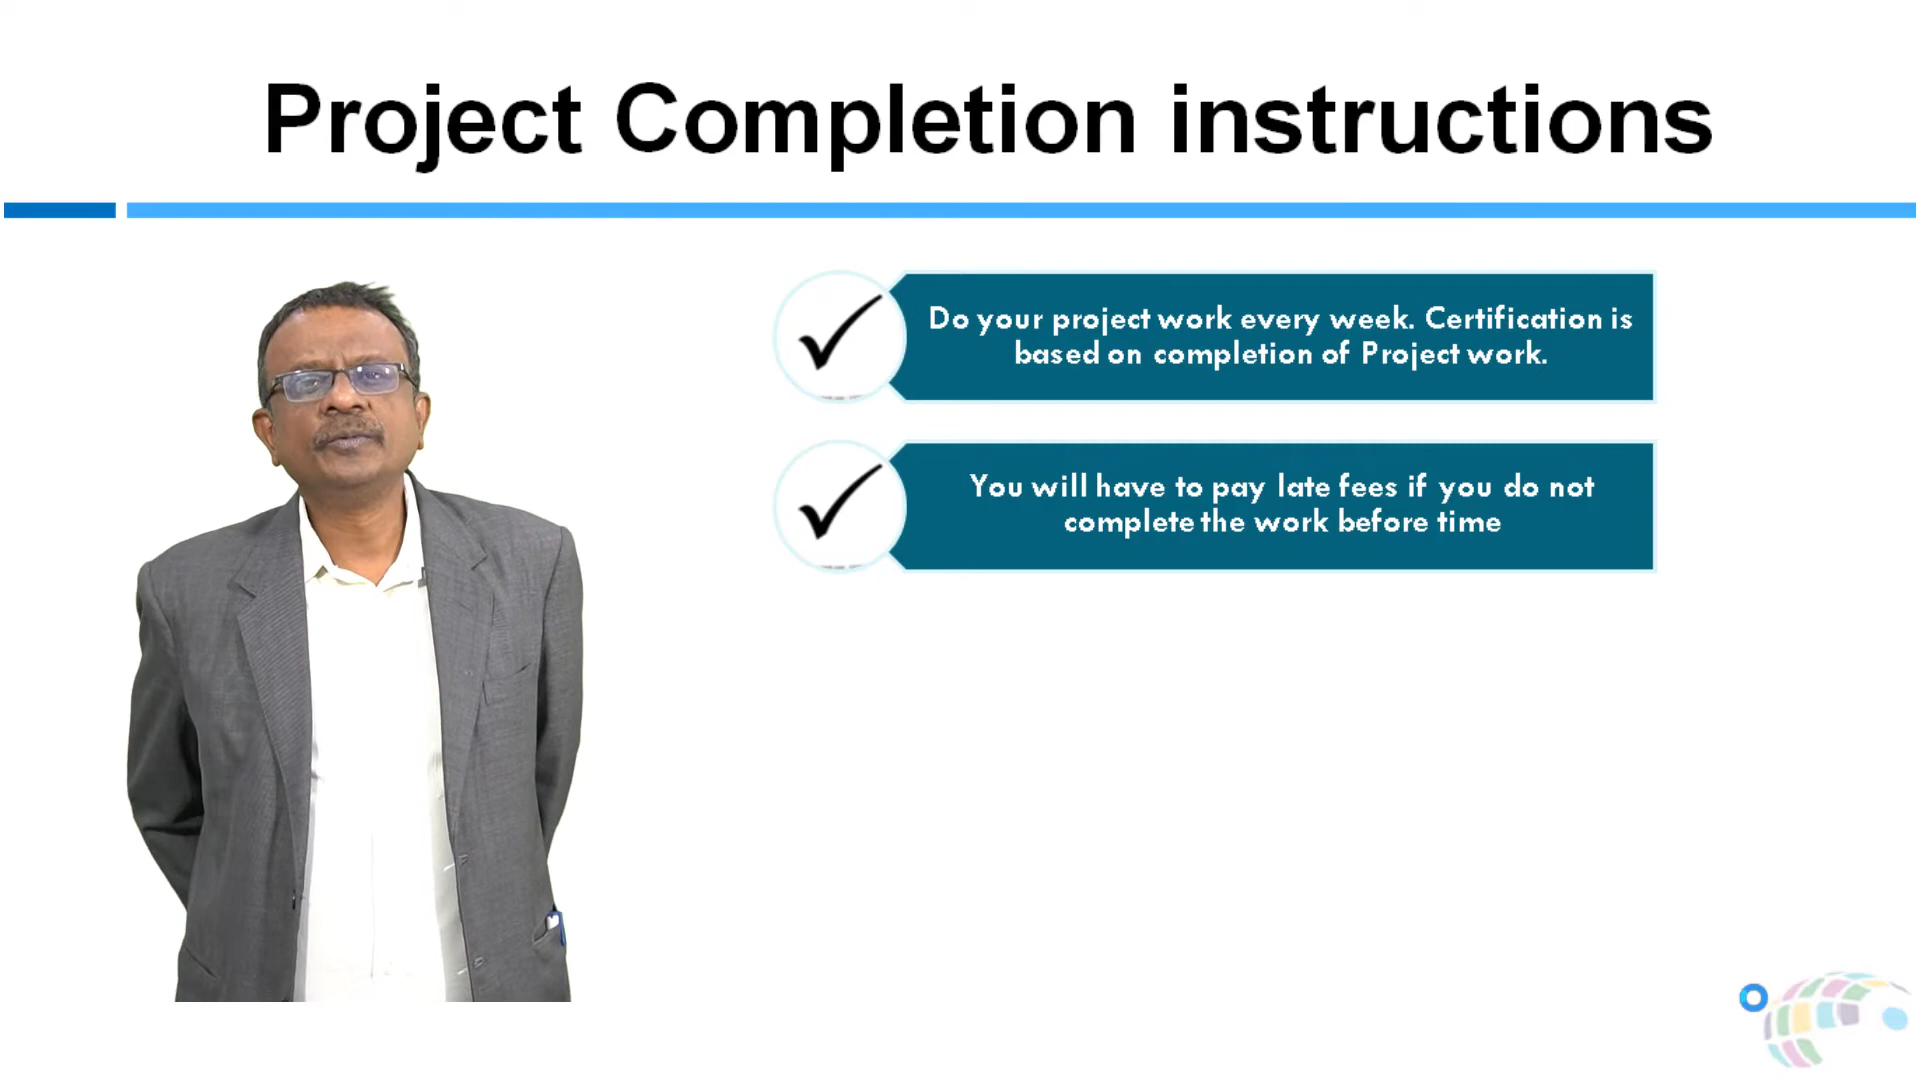 Project Completion instructions
Do your project work every week. Certification is
based on completion of Project work.
You will have to pay late fees if you do not
complete the work before time